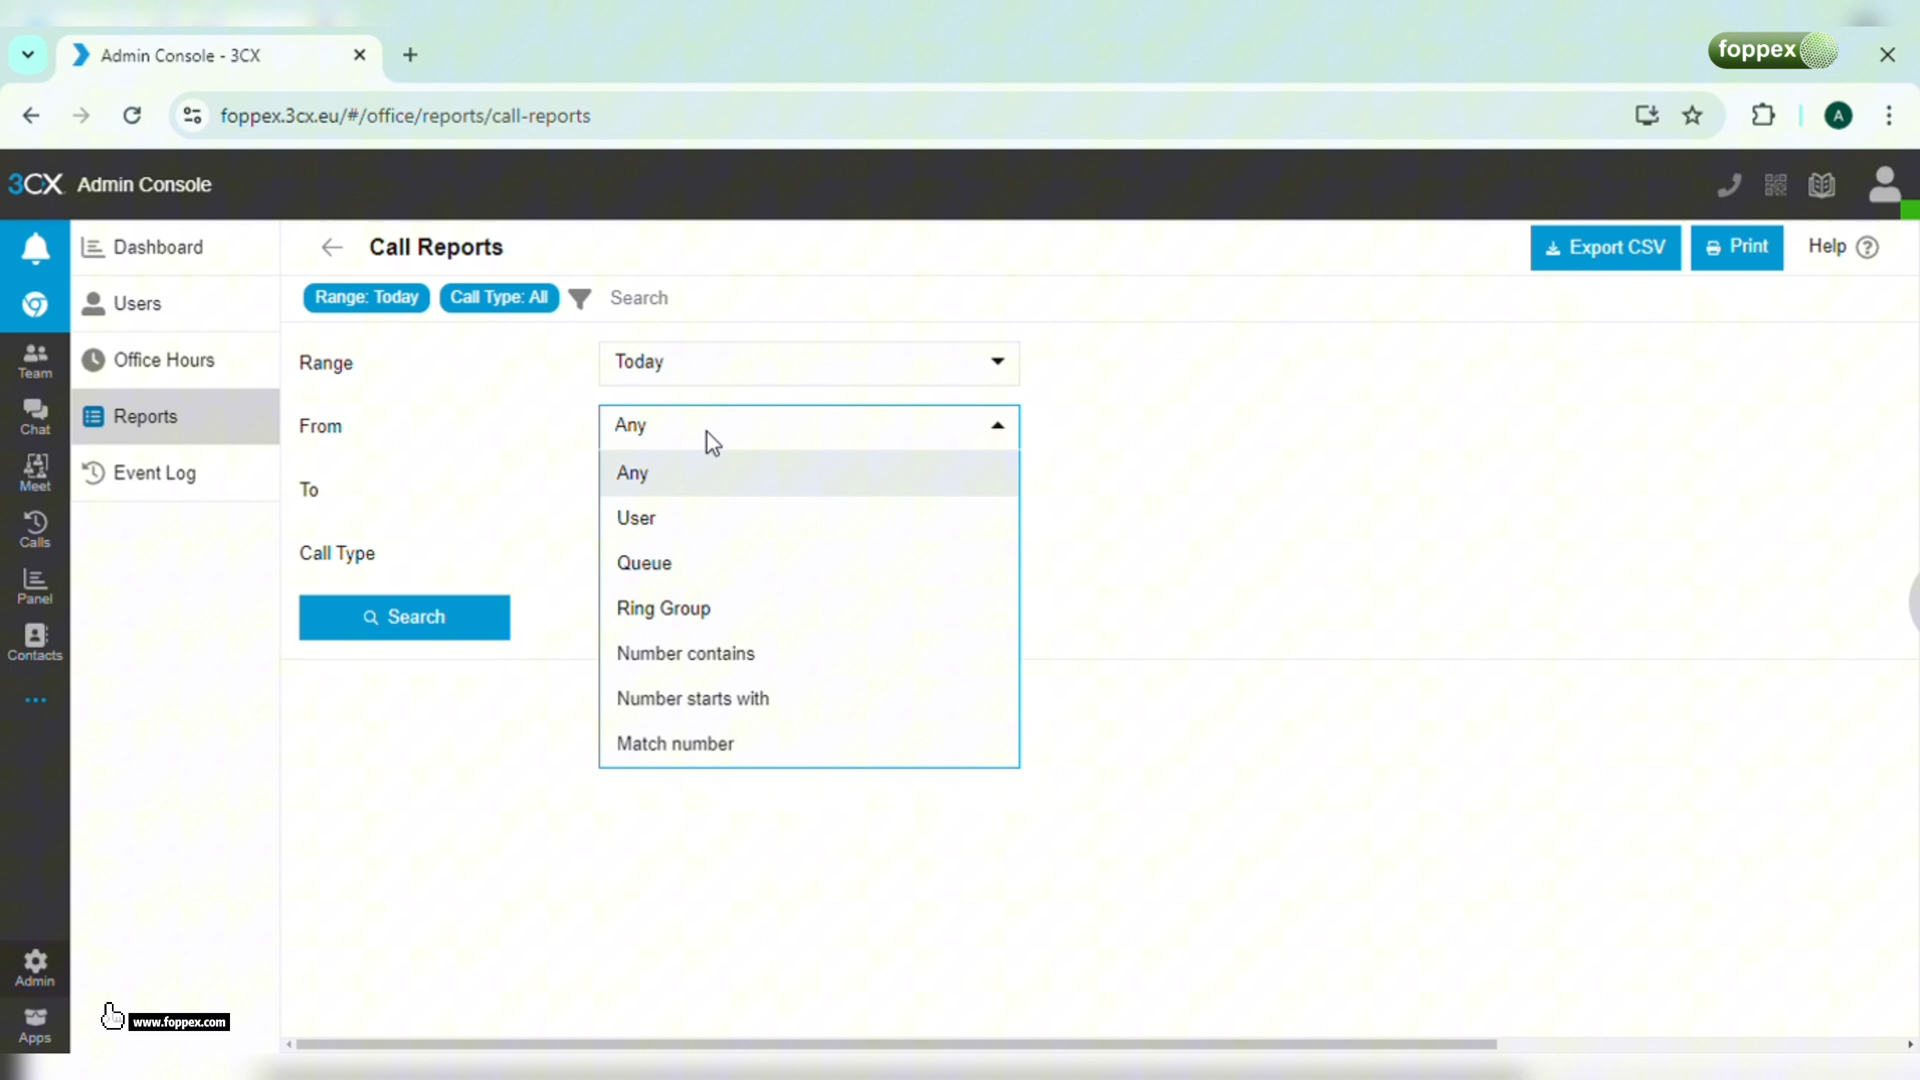 Admin Console - 3CX
foppex
foppex.3cx.eu/#/office/reports/call-reports
A
3CX Admin Console
Dashboard
Call Reports
Export CSV
Print
Help ?
Users
Range: Today
Call Type: All
Search
Team
Office Hours
Range
Today
Chat
Reports
From
Any
Meet
Event Log
Any
To
User
Calls
Call Type
Queue
Panel
Search
Ring Group
Contacts
Number contains
Number starts with
Match number
Admin
Apps
www.foppex.com